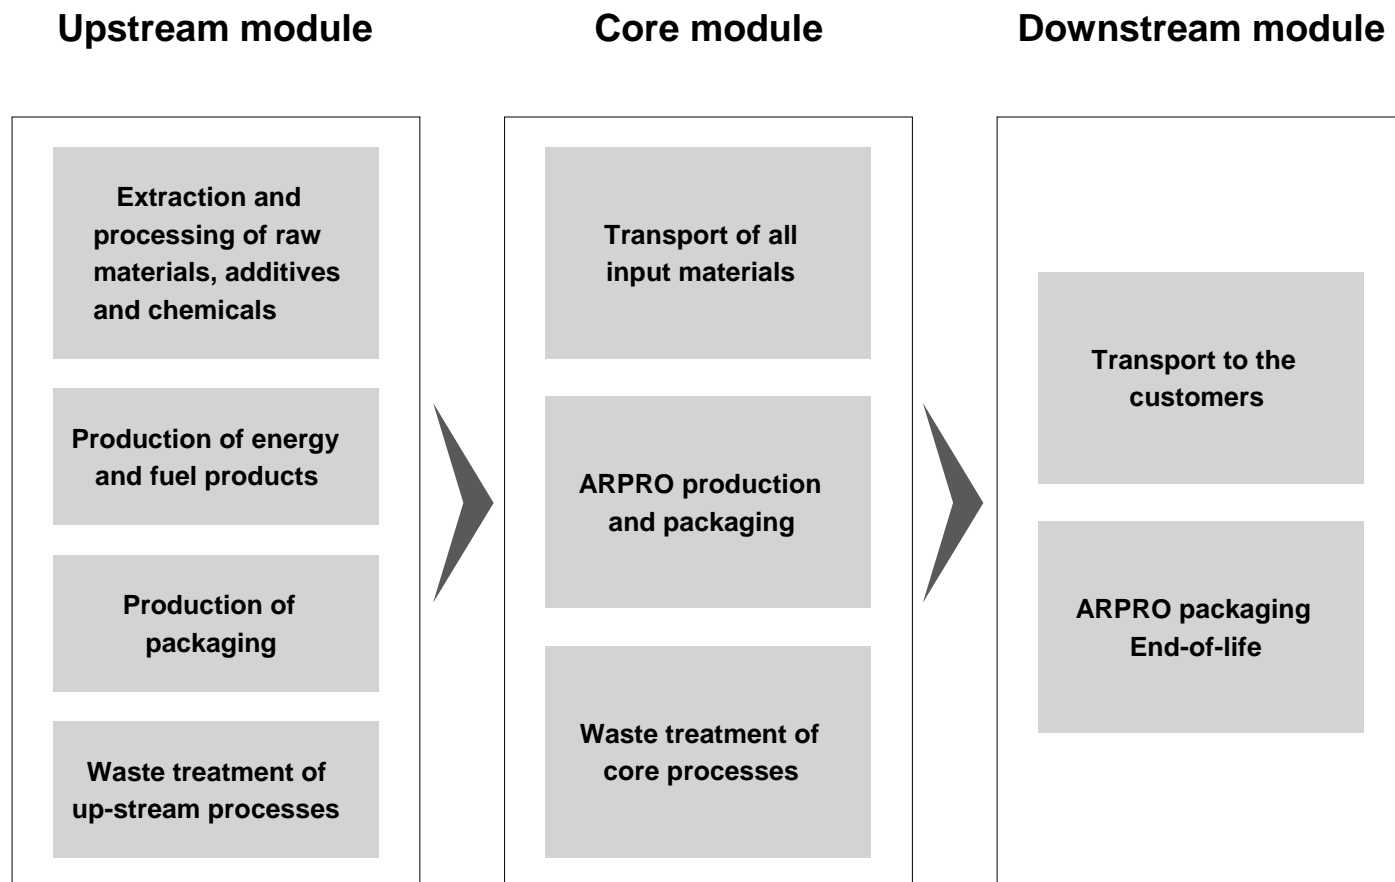 Upstream module
Core module
Downstream module
Extraction and
processing of raw
materials, additives
and chemicals
Production of energy
and fuel products
Production of
packaging
Waste treatment of
up-stream processes
Transport of all
input materials
ARPRO production
and packaging
Waste treatment of
core processes
Transport to the
customers
ARPRO packaging
End-of-life